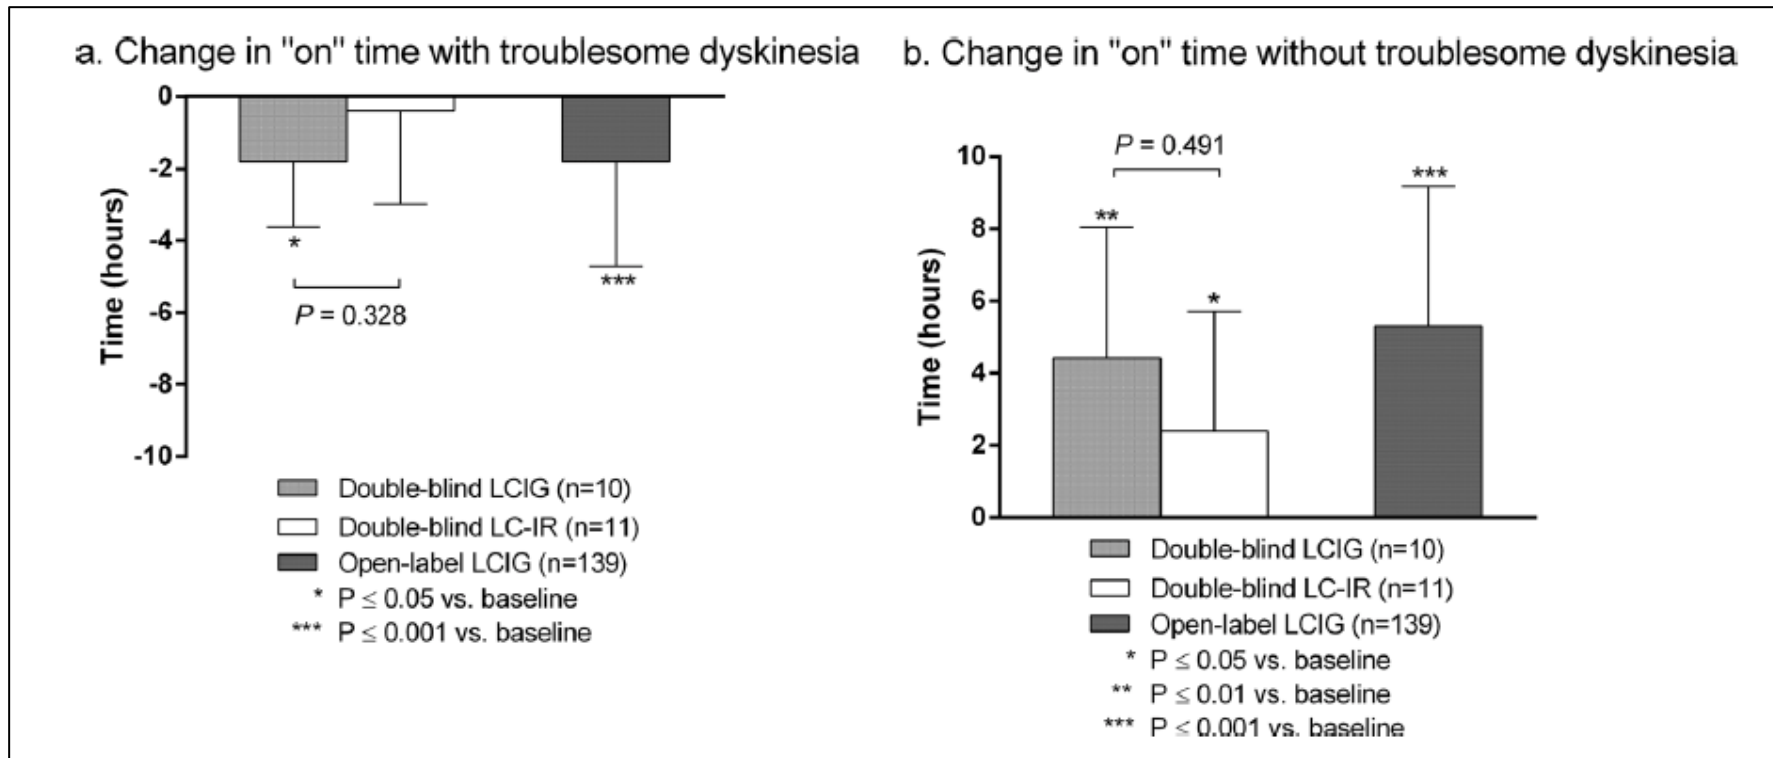 a. Change in "on" time with troublesome dyskinesia
0
-2
-4
-6
-8
-10
Time (hours)
*
P = 0.328
***
Double-blind LCIG (n=10)
Double-blind LC-IR (n=11)
Open-label LCIG (n=139)
* P ≤ 0.05 vs. baseline
*** P ≤ 0.001 vs. baseline
b. Change in "on" time without troublesome dyskinesia
10
8
6
4
2
0
Time (hours)
P = 0.491
**
*
***
Double-blind LCIG (n=10)
Double-blind LC-IR (n=11)
Open-label LCIG (n=139)
* P ≤ 0.05 vs. baseline
** P ≤ 0.01 vs. baseline
*** P ≤ 0.001 vs. baseline